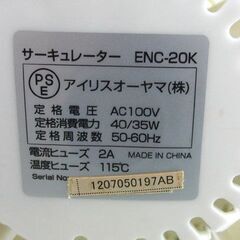 サーキュレーター ENC-20K
PS
E
アイリスオーヤマ(株)
定格電圧 AC100V
定格消費電力 40/35W
定格周波数 50-60Hz
電流ヒューズ 2A MADE IN CHINA
温度ヒューズ 115℃
Serial No.
1207050197AB